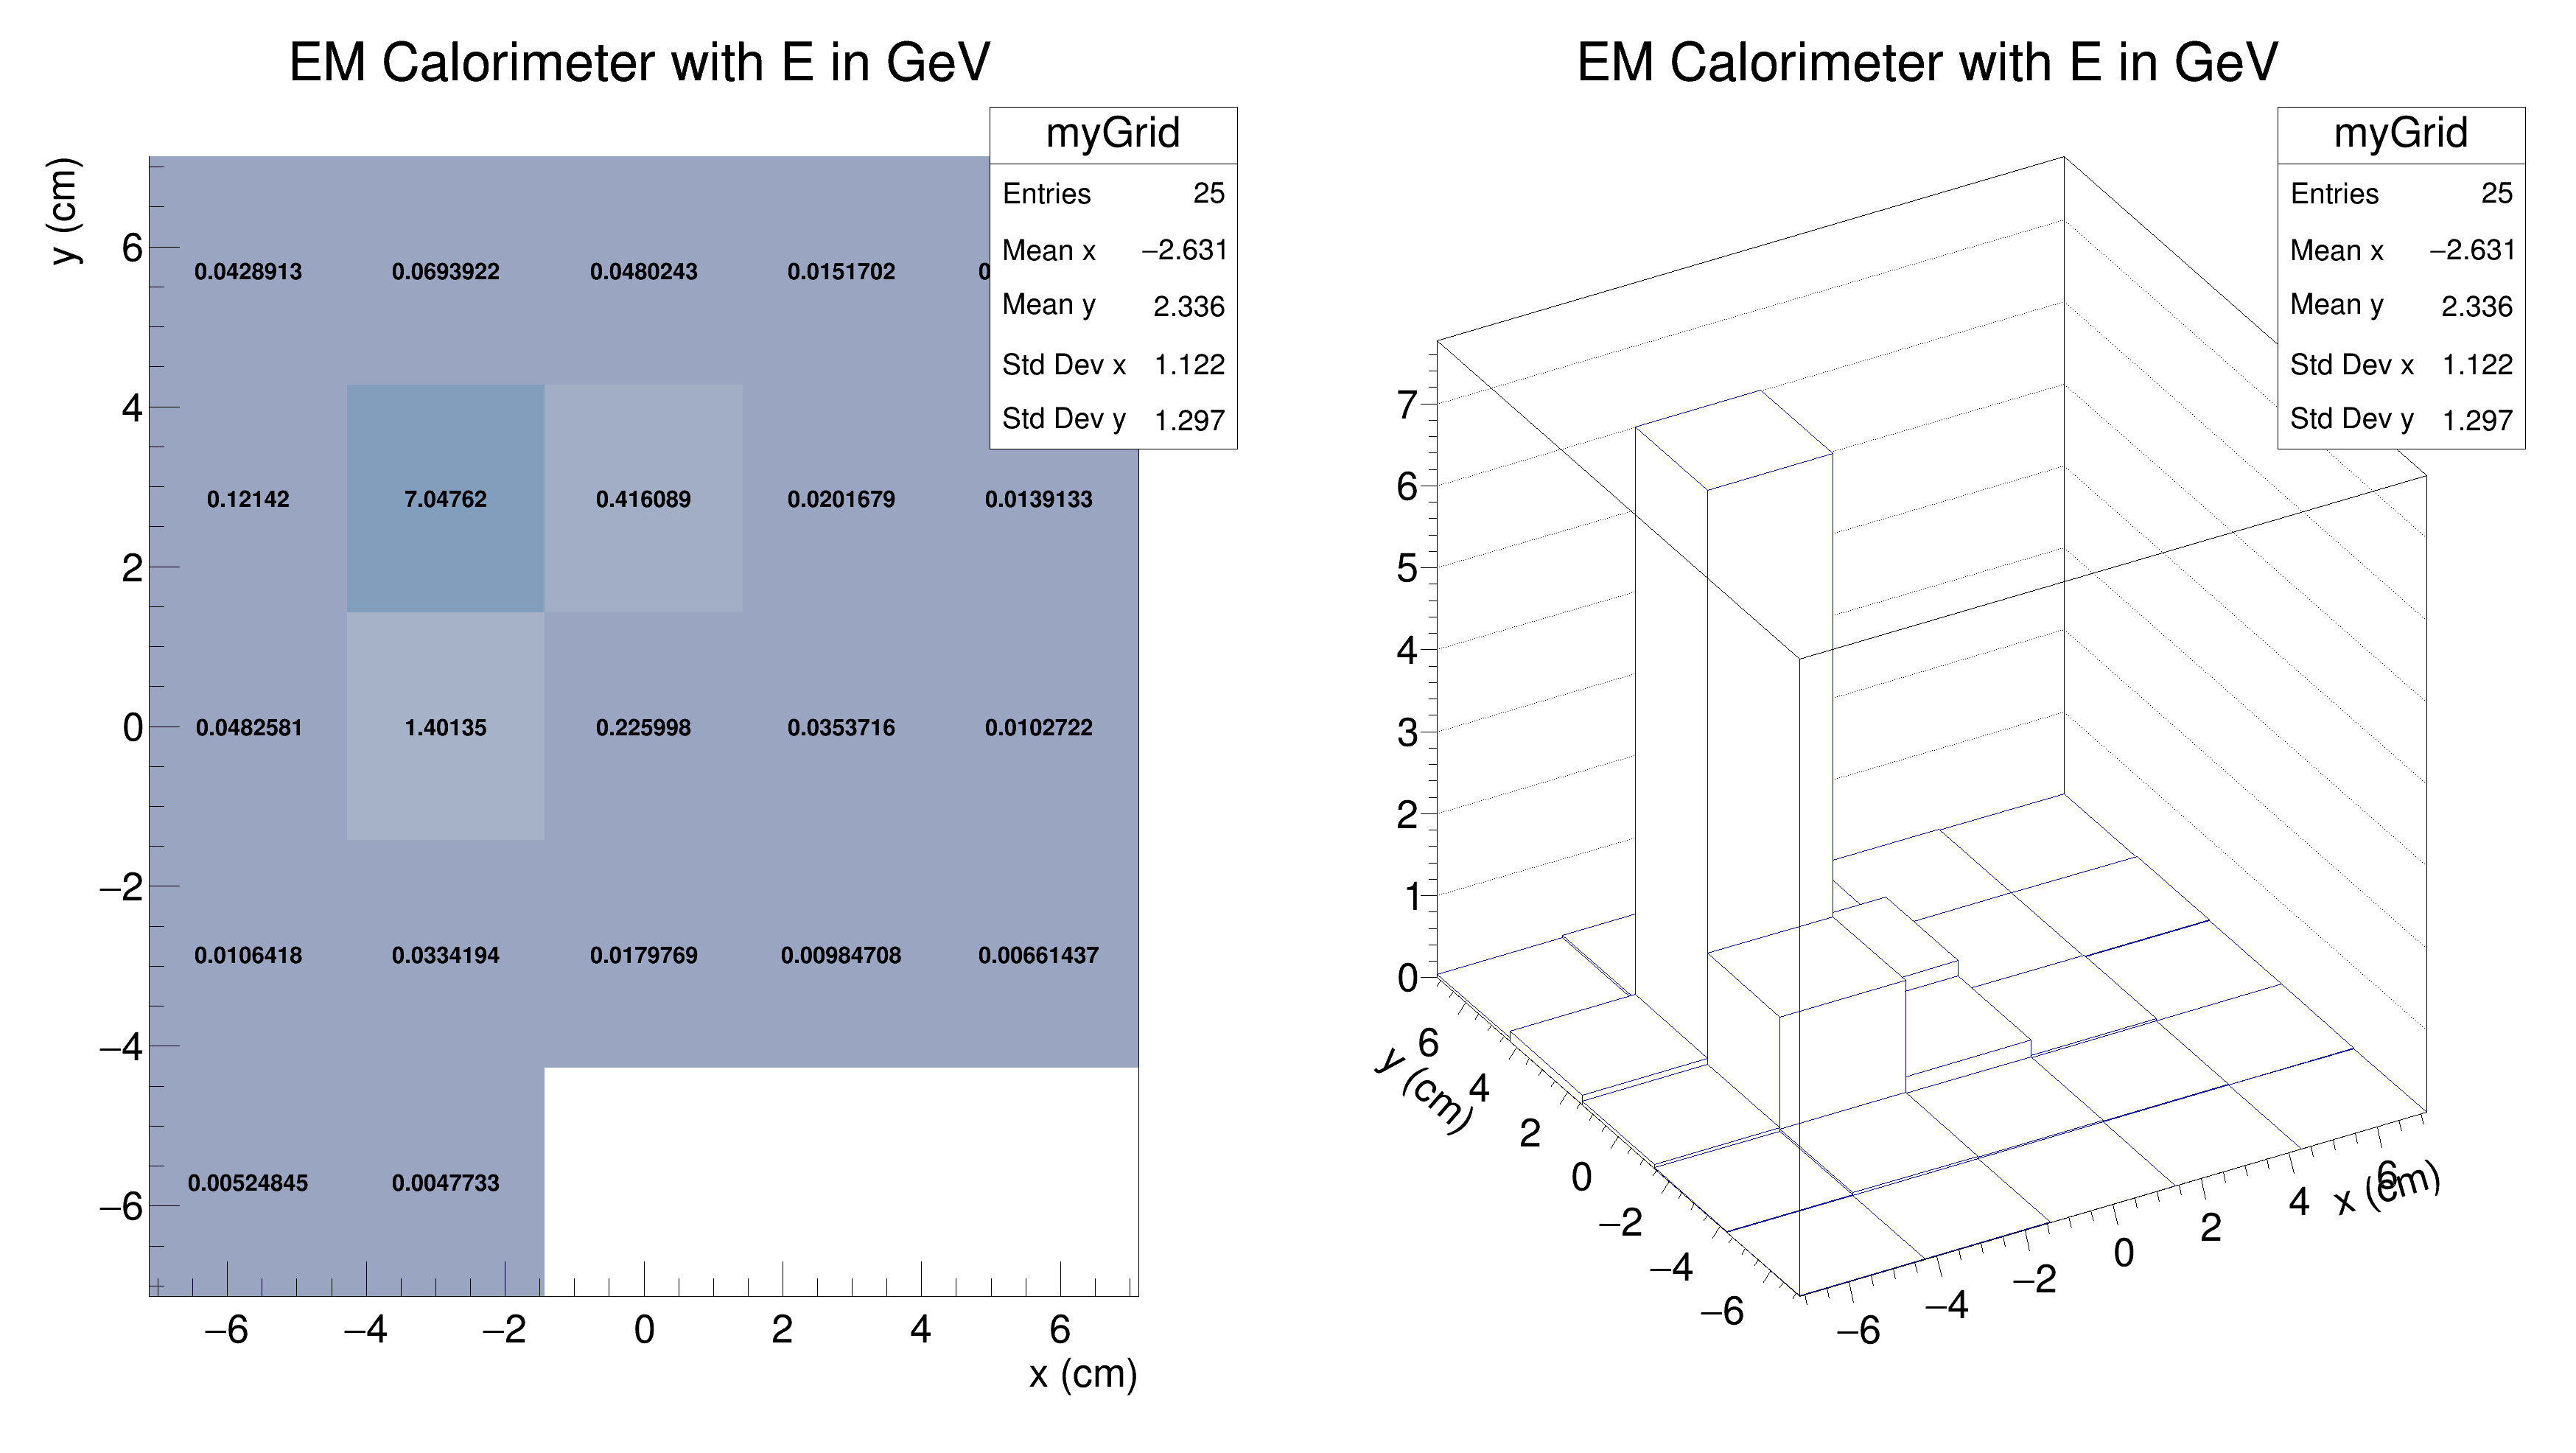 EM Calorimeter with E in GeV
myGrid
Entries 25
Mean x −2.631
Mean y 2.336
Std Dev x 1.122
Std Dev y 1.297
y (cm)
6
4
2
0
−2
−4
−6
0.0428913 0.0693922 0.0480243 0.0151702 0
0.12142 7.04762 0.416089 0.0201679 0.0139133
0.0482581 1.40135 0.225998 0.0353716 0.0102722
0.0106418 0.0334194 0.0179769 0.00984708 0.00661437
0.00524845 0.0047733
−6 −4 −2 0 2 4 6
x (cm)
EM Calorimeter with E in GeV
myGrid
Entries 25
Mean x −2.631
Mean y 2.336
Std Dev x 1.122
Std Dev y 1.297
7
6
5
4
3
2
1
0
6
4
2
0
−2
−4
−6
y (cm)
−6
−4
−2
0
2
4
6
x (cm)